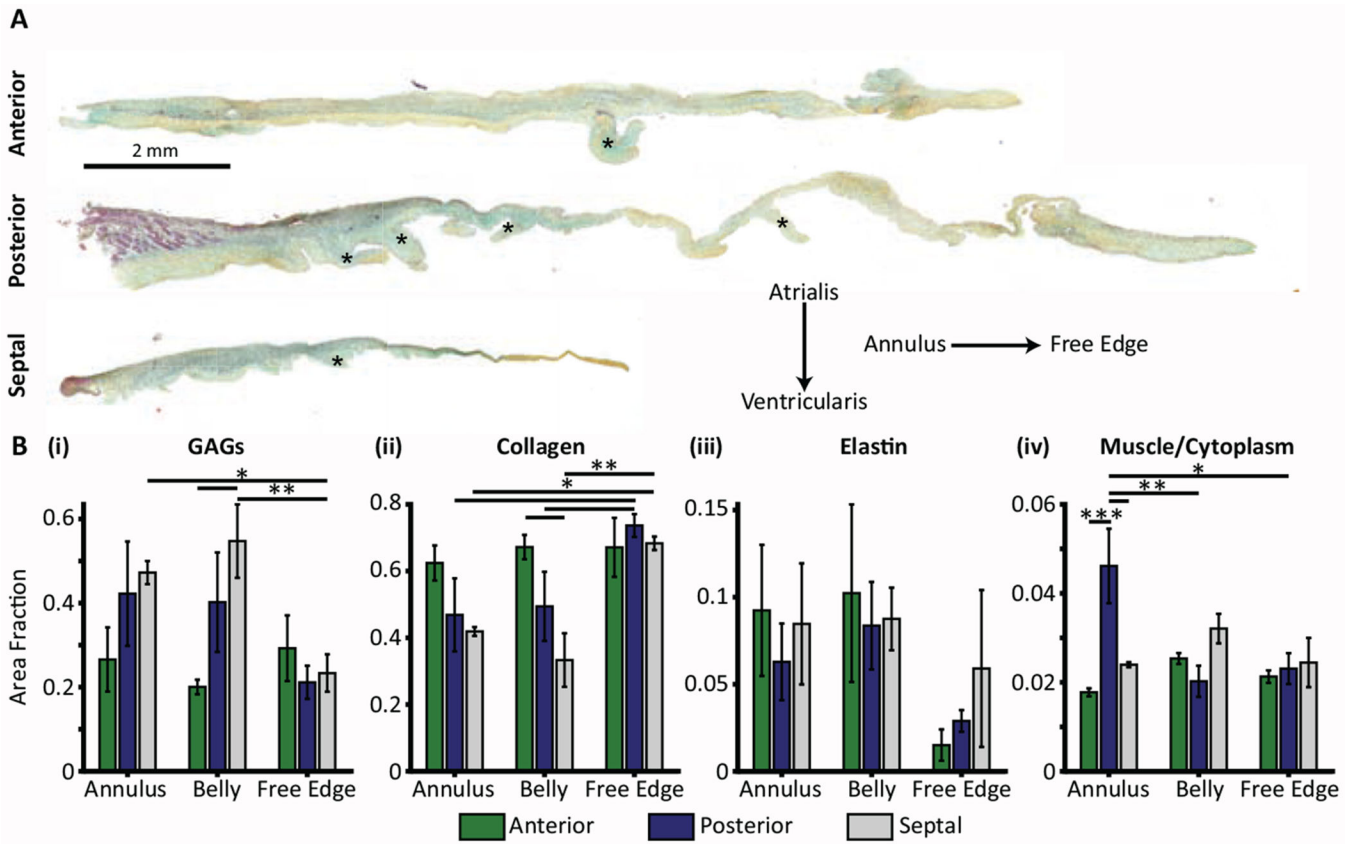 A
Anterior
*
2 mm
Posterior
* * * *
Atrialis
Septal
*
Annulus Free Edge
Ventricularis
B (i) GAGs (ii) Collagen (iii) Elastin (iv) Muscle/Cytoplasm
* ** ** * * ** ***
Area Fraction
0.6
0.4
0.2
0
Annulus Belly Free Edge
0.8
0.6
0.4
0.2
0
Annulus Belly Free Edge
0.15
0.1
0.05
0
Annulus Belly Free Edge
0.06
0.04
0.02
0
Annulus Belly Free Edge
Anterior Posterior Septal